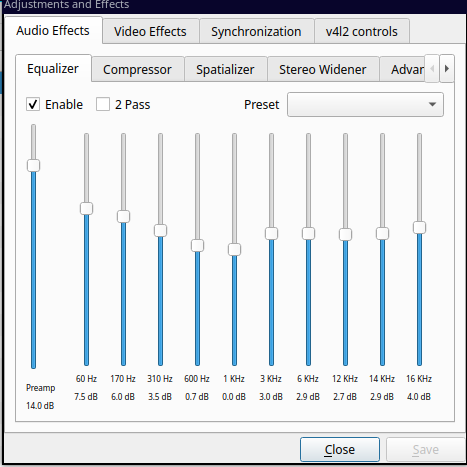 Adjustments and Effects
Audio Effects Video Effects Synchronization v4l2 controls
Equalizer Compressor Spatializer Stereo Widener Advar
Enable 2 Pass Preset
60 Hz 170 Hz 310 Hz 600 Hz 1 KHz 3 KHz 6 KHz 12 KHz 14 KHz 16 KHz
Preamp
7.5 dB 6.0 dB 3.5 dB 0.7 dB 0.0 dB 3.0 dB 2.9 dB 2.7 dB 2.9 dB 4.0 dB
14.0 dB
Close Save